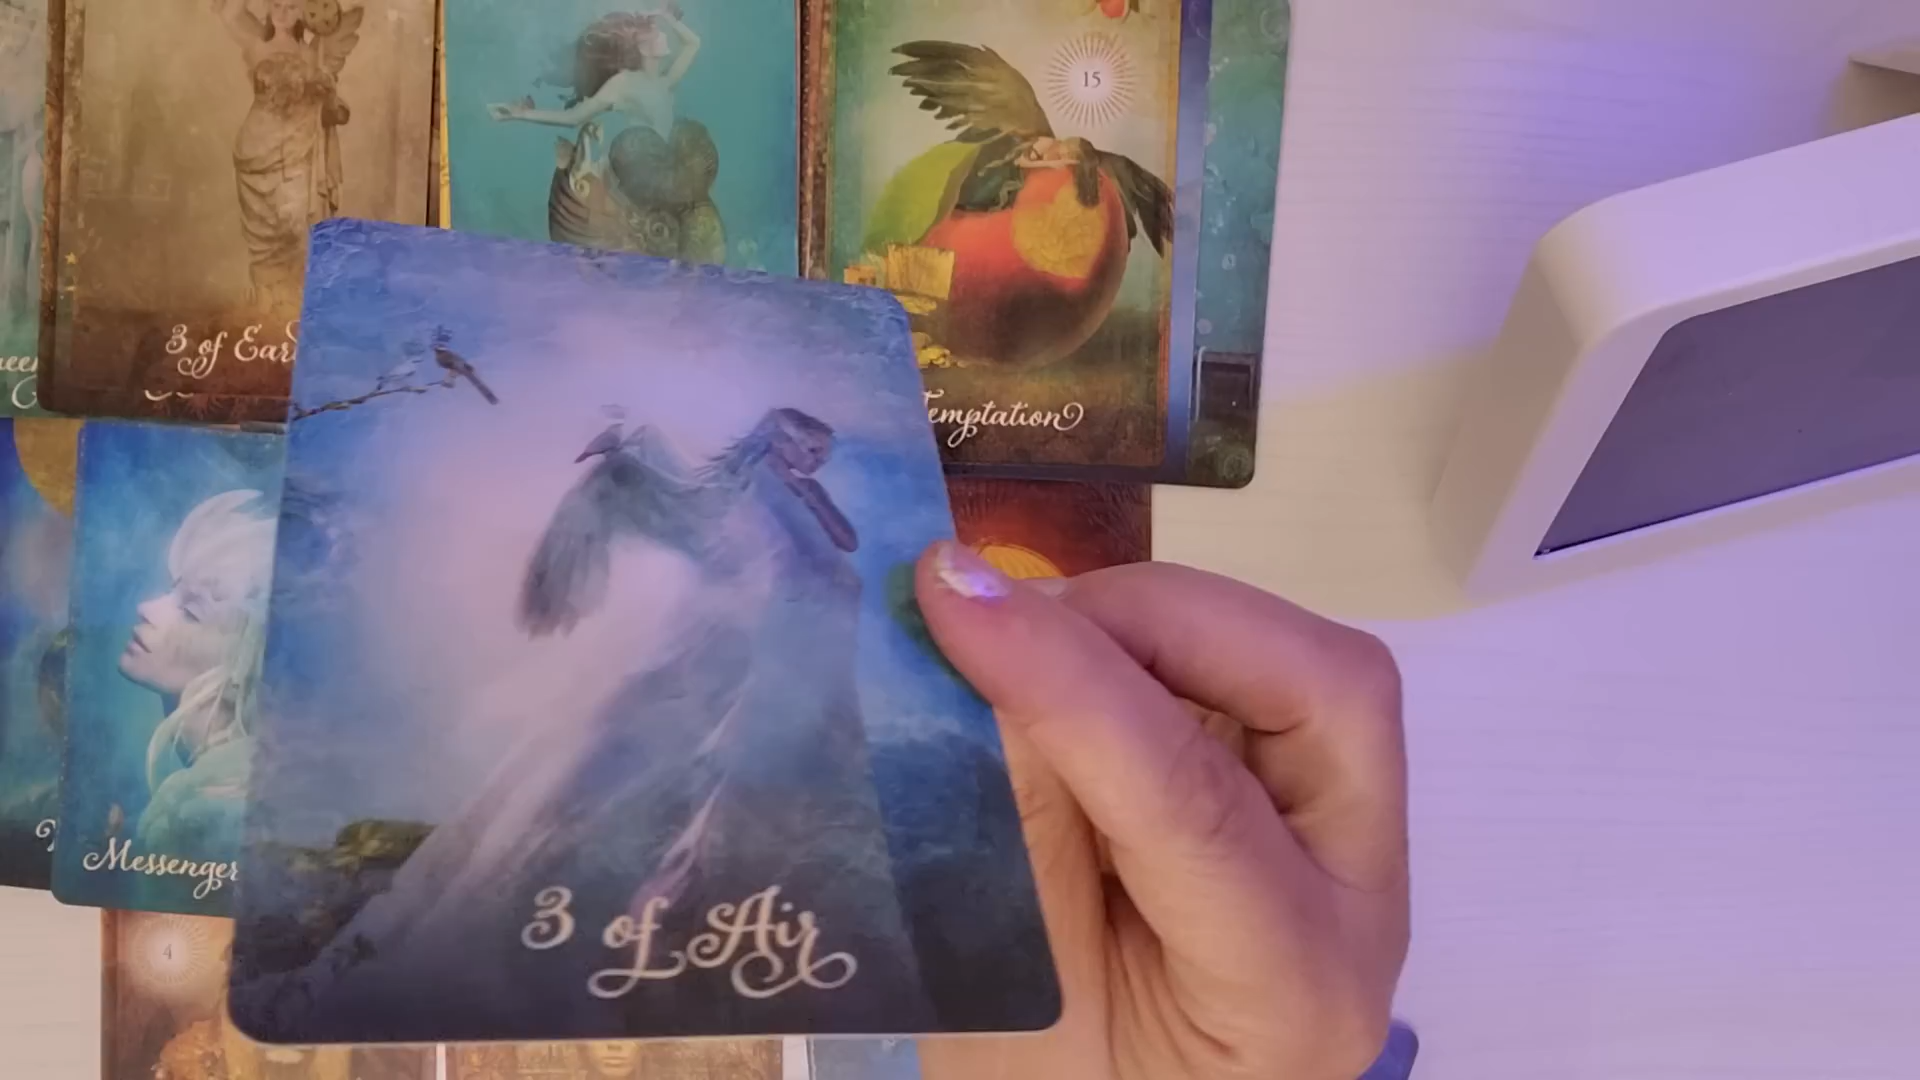 15
3 of Ear
Temptation
Messenger
3 of Air
4